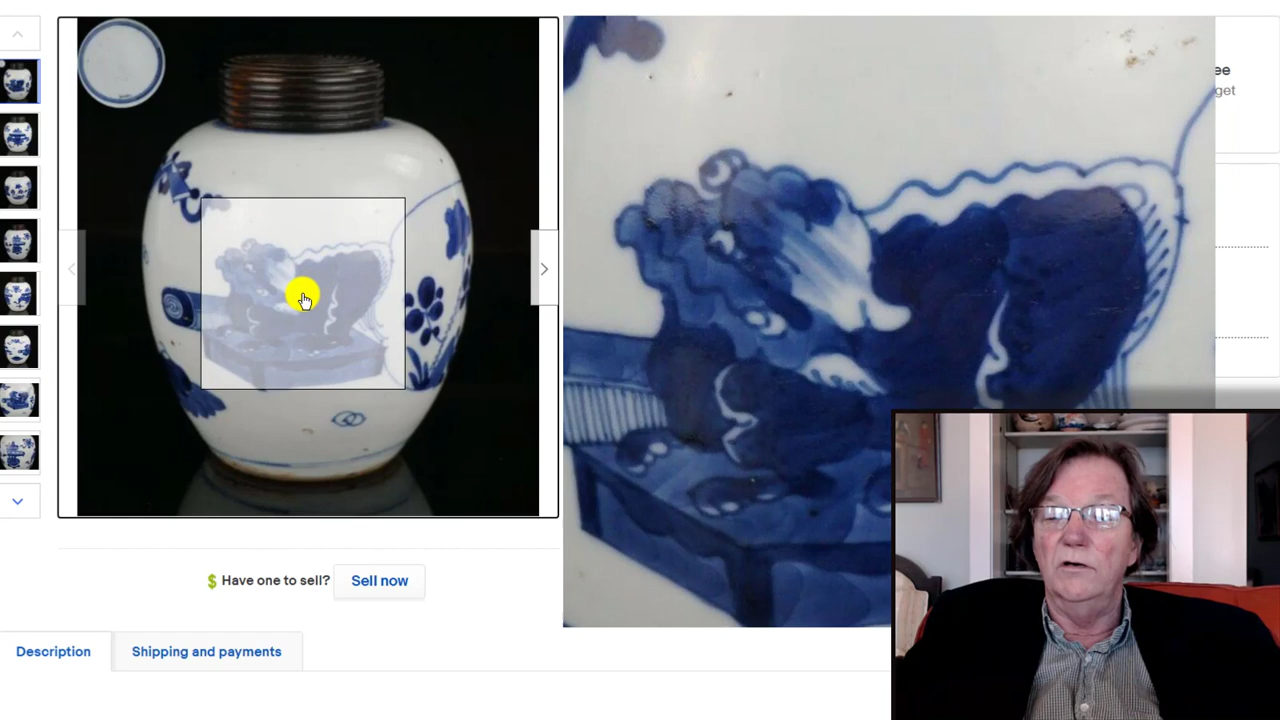 ee
get
Have one to sell?
Sell now
Description
Shipping and payments